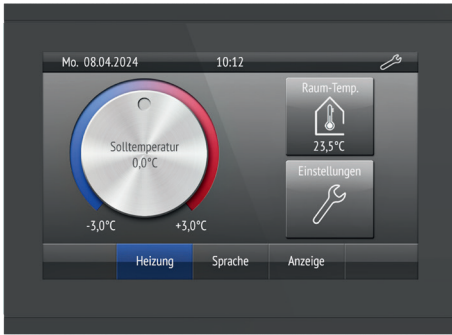 Mo. 08.04.2024
10:12
Raum-Temp.
23,5°C
Solltemperatur
0,0°C
Einstellungen
-3,0°C
+3,0°C
Heizung
Sprache
Anzeige